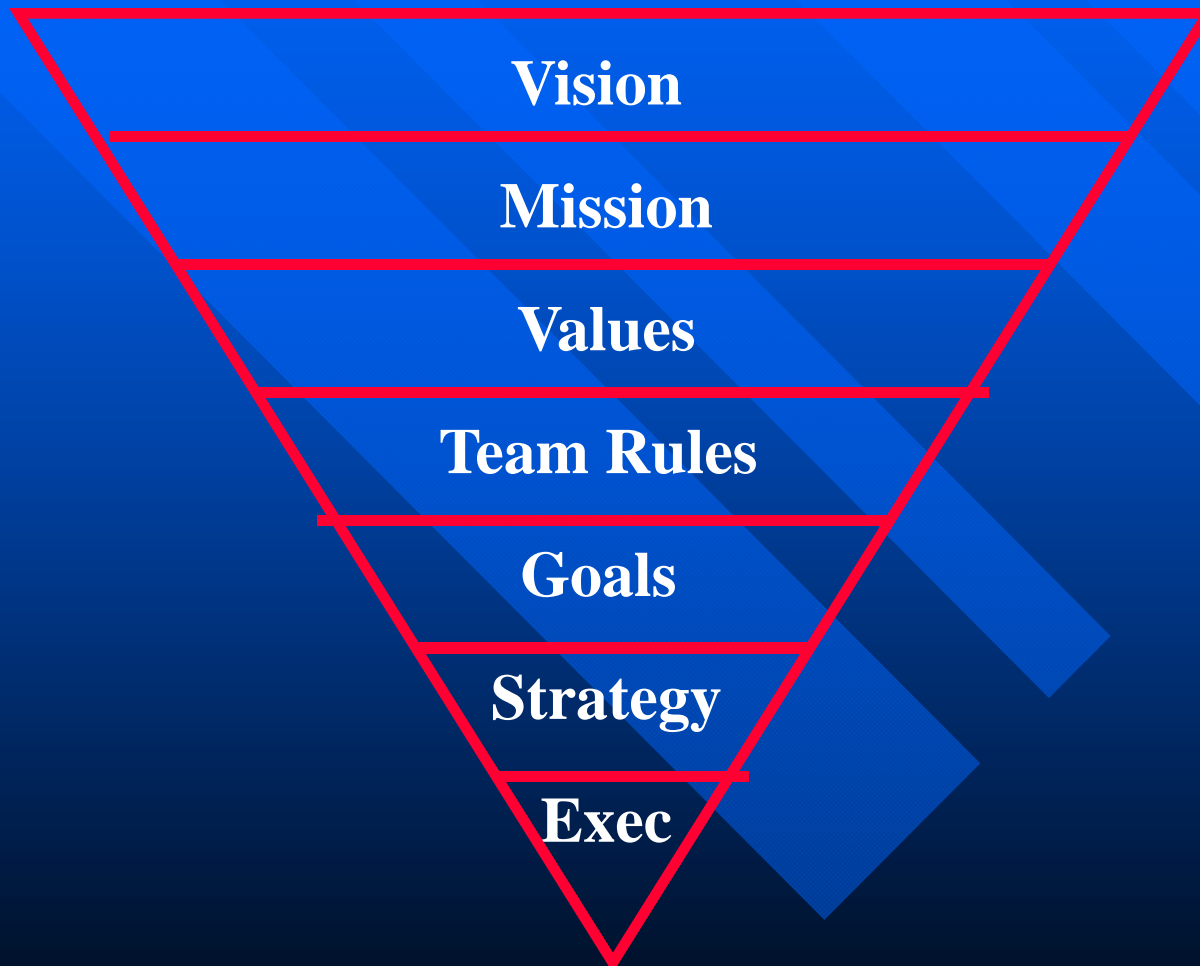 Vision
Mission
Values
Team Rules
Goals
Strategy
Exec